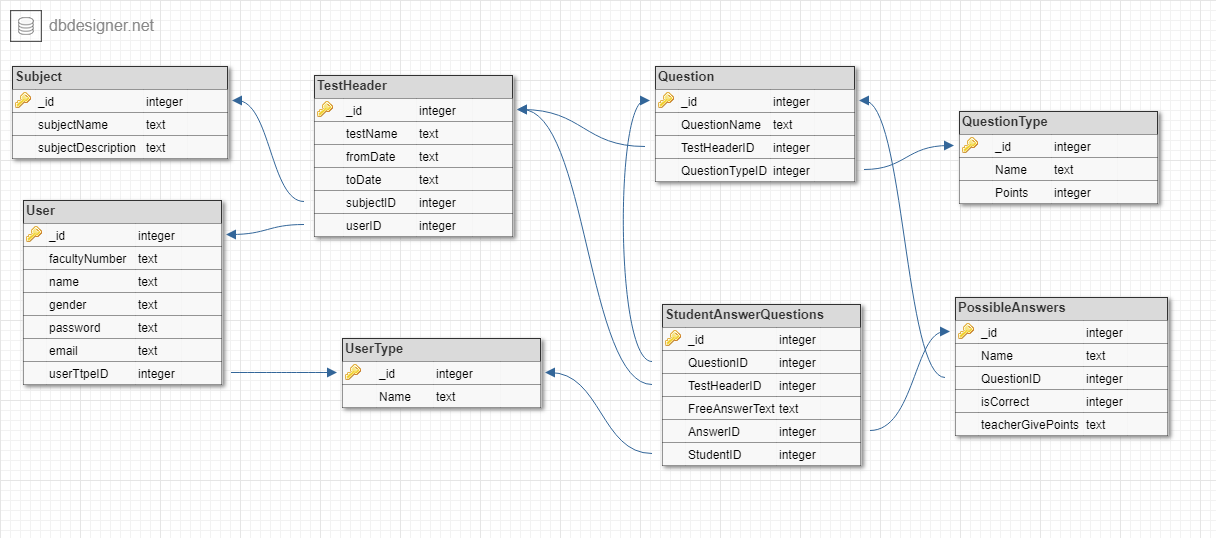 dbdesigner.net
Subject
_id integer
subjectName text
subjectDescription text
TestHeader
_id integer
testName text
fromDate text
toDate text
subjectID integer
userID integer
Question
_id integer
QuestionName text
TestHeaderID integer
QuestionTypeID integer
QuestionType
_id integer
Name text
Points integer
User
_id integer
facultyNumber text
name text
gender text
password text
email text
userTtpeID integer
UserType
_id integer
Name text
StudentAnswerQuestions
_id integer
QuestionID integer
TestHeaderID integer
FreeAnswerText text
AnswerID integer
StudentID integer
PossibleAnswers
_id integer
Name text
QuestionID integer
isCorrect integer
teacherGivePoints text